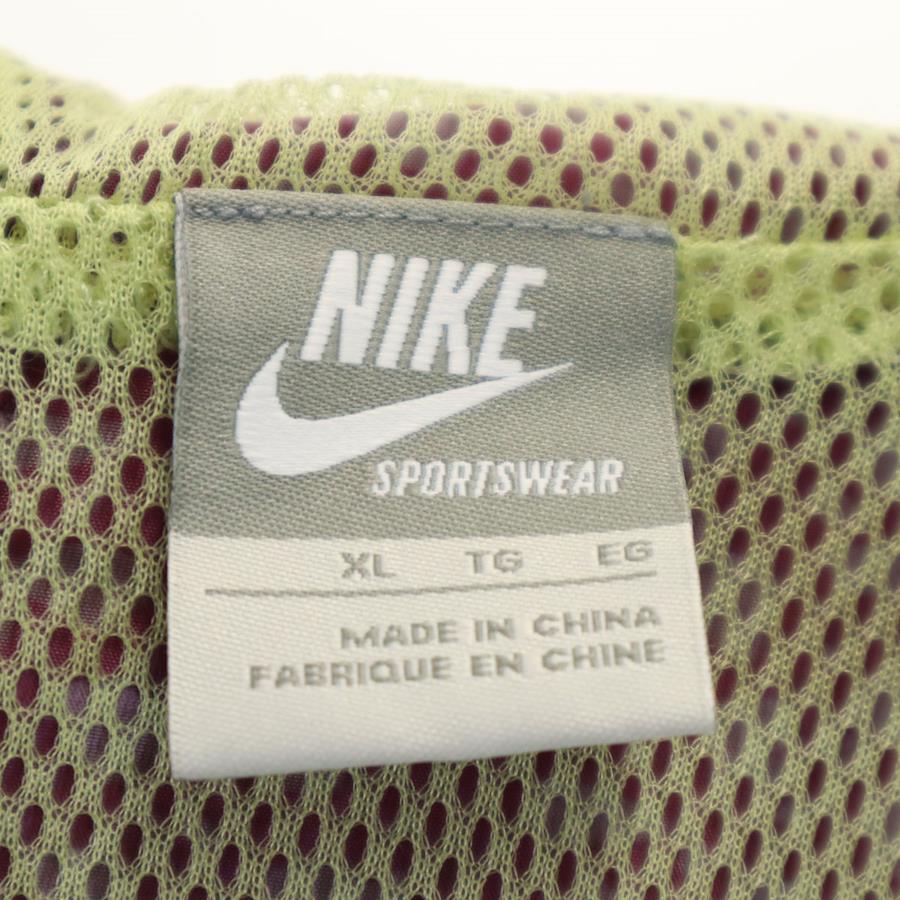 NIKE
SPORTSWEAR
XL TG EG
MADE IN CHINA
FABRIQUE EN CHINE